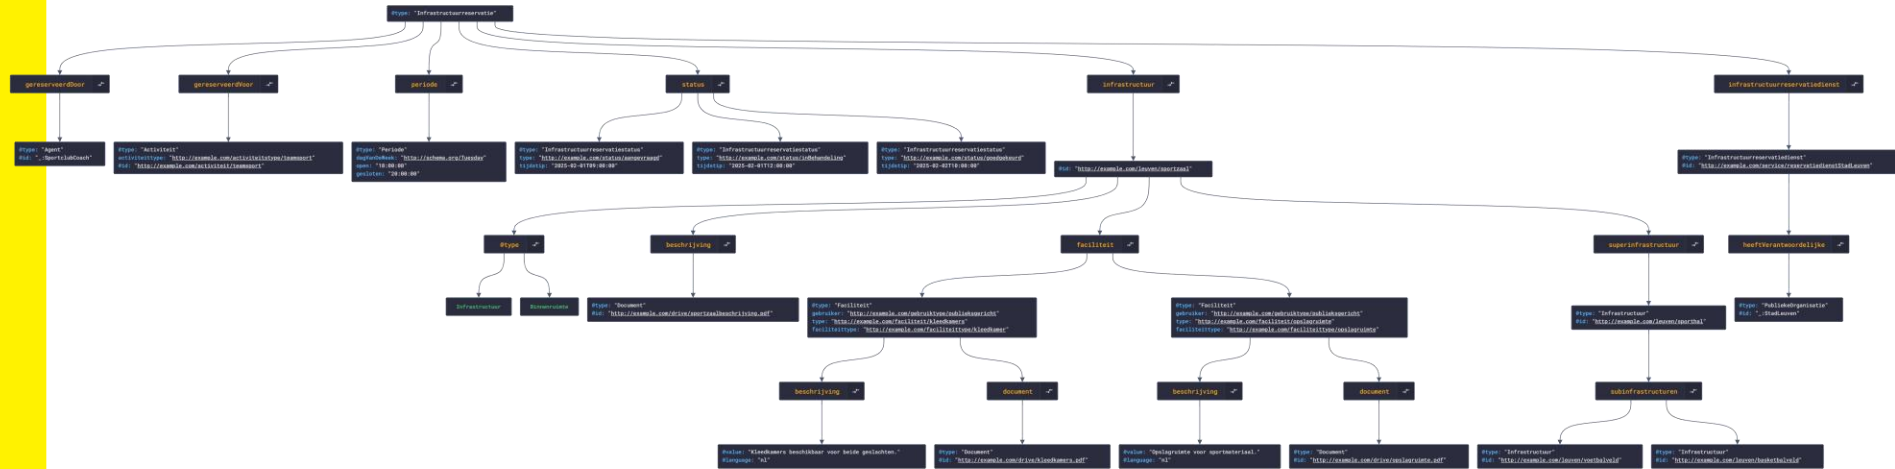 @type: "Infrastructuurreservatie"
gereserveerdDoor
gereserveerdVoor
periode
status
infrastructuur
infrastructuurreservatiedienst
@type: "Agent"
@id: "_:SportclubCoach"
@type: "Activiteit"
activiteittype: "http://example.com/activiteitstype/teamsport"
@id: "http://example.com/activiteit/teamsport"
@type: "Periode"
dagVanDeWeek: "http://schema.org/Tuesday"
open: "18:00:00"
gesloten: "20:00:00"
@type: "Infrastructuurreservatiestatus"
type: "http://example.com/status/aangevraagd"
tijdstip: "2025-02-01T09:00:00"
@type: "Infrastructuurreservatiestatus"
type: "http://example.com/status/inBehandeling"
tijdstip: "2025-02-01T12:00:00"
@type: "Infrastructuurreservatiestatus"
type: "http://example.com/status/goedgekeurd"
tijdstip: "2025-02-02T10:00:00"
@id: "http://example.com/leuven/sportzaal"
@type: "Infrastructuurreservatiedienst"
@id: "http://example.com/service/reservatiedienstStadLeuven"
@type
beschrijving
faciliteit
superinfrastructuur
heeftVerantwoordelijke
Infrastructuur
Binnenruimte
@type: "Document"
@id: "http://example.com/drive/sportzaalbeschrijving.pdf"
@type: "Faciliteit"
gebruiker: "http://example.com/gebruiktype/publieksgericht"
type: "http://example.com/faciliteit/kleedkamers"
faciliteittype: "http://example.com/faciliteittype/kleedkamer"
@type: "Faciliteit"
gebruiker: "http://example.com/gebruiktype/publieksgericht"
type: "http://example.com/faciliteit/opslagruimte"
faciliteittype: "http://example.com/faciliteittype/opslagruimte"
@type: "Infrastructuur"
@id: "http://example.com/leuven/sporthal"
@type: "PubliekeOrganisatie"
@id: "_:StadLeuven"
beschrijving
document
beschrijving
document
subinfrastructuren
@value: "Kleedkamers beschikbaar voor beide geslachten."
@language: "nl"
@type: "Document"
@id: "http://example.com/drive/kleedkamers.pdf"
@value: "Opslagruimte voor sportmateriaal."
@language: "nl"
@type: "Document"
@id: "http://example.com/drive/opslagruimte.pdf"
@type: "Infrastructuur"
@id: "http://example.com/leuven/voetbalveld"
@type: "Infrastructuur"
@id: "http://example.com/leuven/basketbalveld"